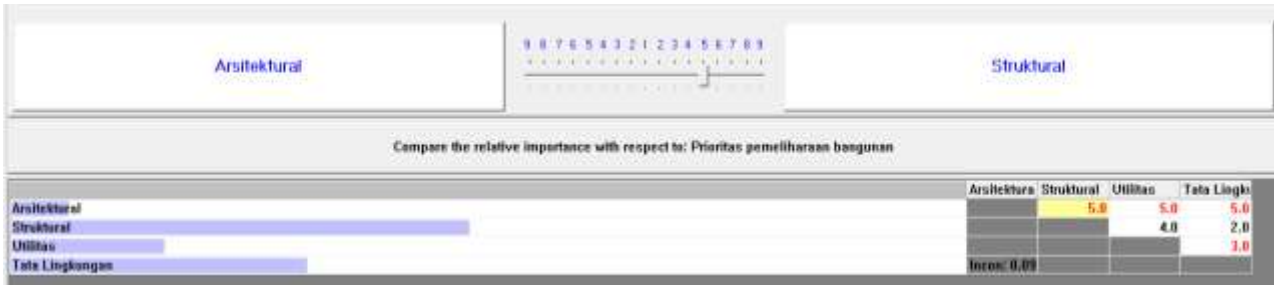 9 8 7 6 5 4 3 2 1 2 3 4 5 6 7 8 9
Arsitektural Struktural
Compare the relative importance with respect to: Prioritas pemeliharaan bangunan
Arsitektura Struktural Utilitas Tata Lingk
Arsitektural 5.0 5.0 5.0
Struktural 4.0 2.0
Utilitas 3.0
Tata Lingkungan Incon: 0.09